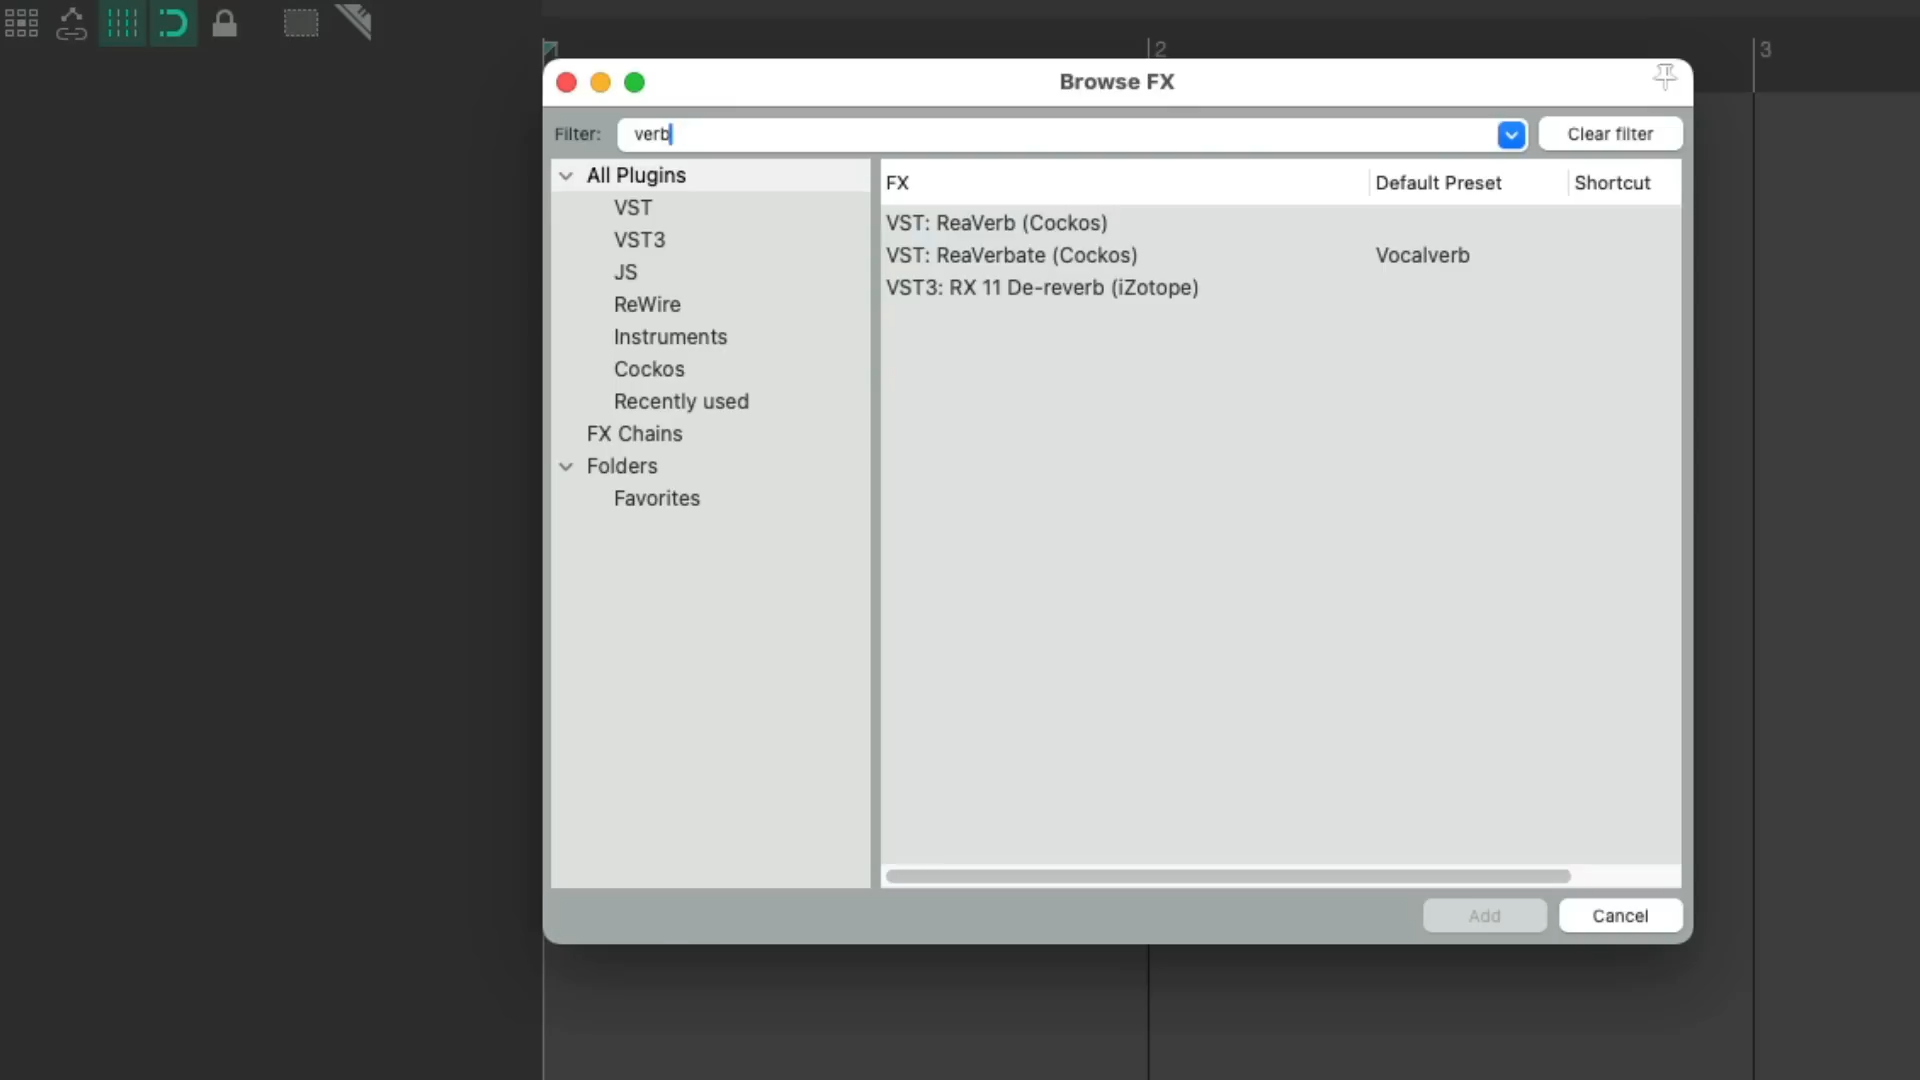 2
3
Browse FX
Filter:
verb
Clear filter
All Plugins
VST
VST3
JS
ReWire
Instruments
Cockos
Recently used
FX Chains
Folders
Favorites
FX
Default Preset
Shortcut
VST: ReaVerb (Cockos)
VST: ReaVerbate (Cockos)
Vocalverb
VST3: RX 11 De-reverb (iZotope)
Add
Cancel